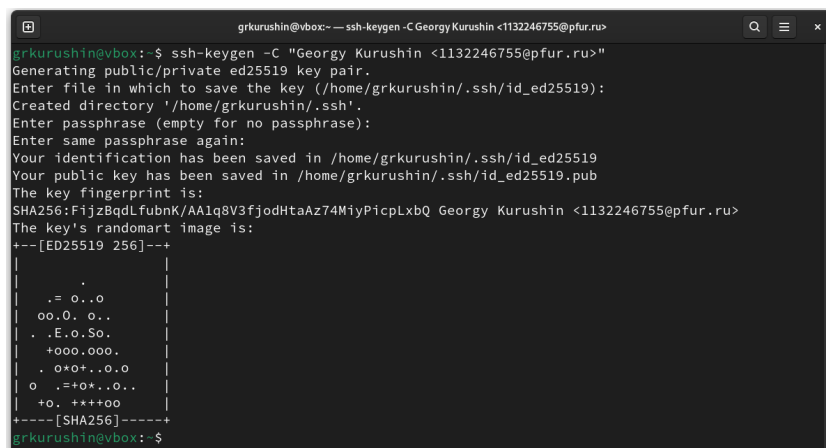 grkurushin@vbox:~ — ssh-keygen -C Georgy Kurushin <1132246755@pfur.ru>
grkurushin@vbox:~$ ssh-keygen -C "Georgy Kurushin <1132246755@pfur.ru>"
Generating public/private ed25519 key pair.
Enter file in which to save the key (/home/grkurushin/.ssh/id_ed25519):
Created directory '/home/grkurushin/.ssh'.
Enter passphrase (empty for no passphrase):
Enter same passphrase again:
Your identification has been saved in /home/grkurushin/.ssh/id_ed25519
Your public key has been saved in /home/grkurushin/.ssh/id_ed25519.pub
The key fingerprint is:
SHA256:FijzBqdLfubnK/AA1q8V3fjodHtaAz74MiyPicpLxbQ Georgy Kurushin <1132246755@pfur.ru>
The key's randomart image is:
+--[ED25519 256]--+
|                 |
|       .         |
|   .= o..o       |
|  oo.O. o..      |
| . .E.o.So.      |
|   +ooo.ooo.     |
|  . o*o+..o.o    |
| o  .=+o*..o..   |
|  +o. +*++oo     |
+----[SHA256]-----+
grkurushin@vbox:~$